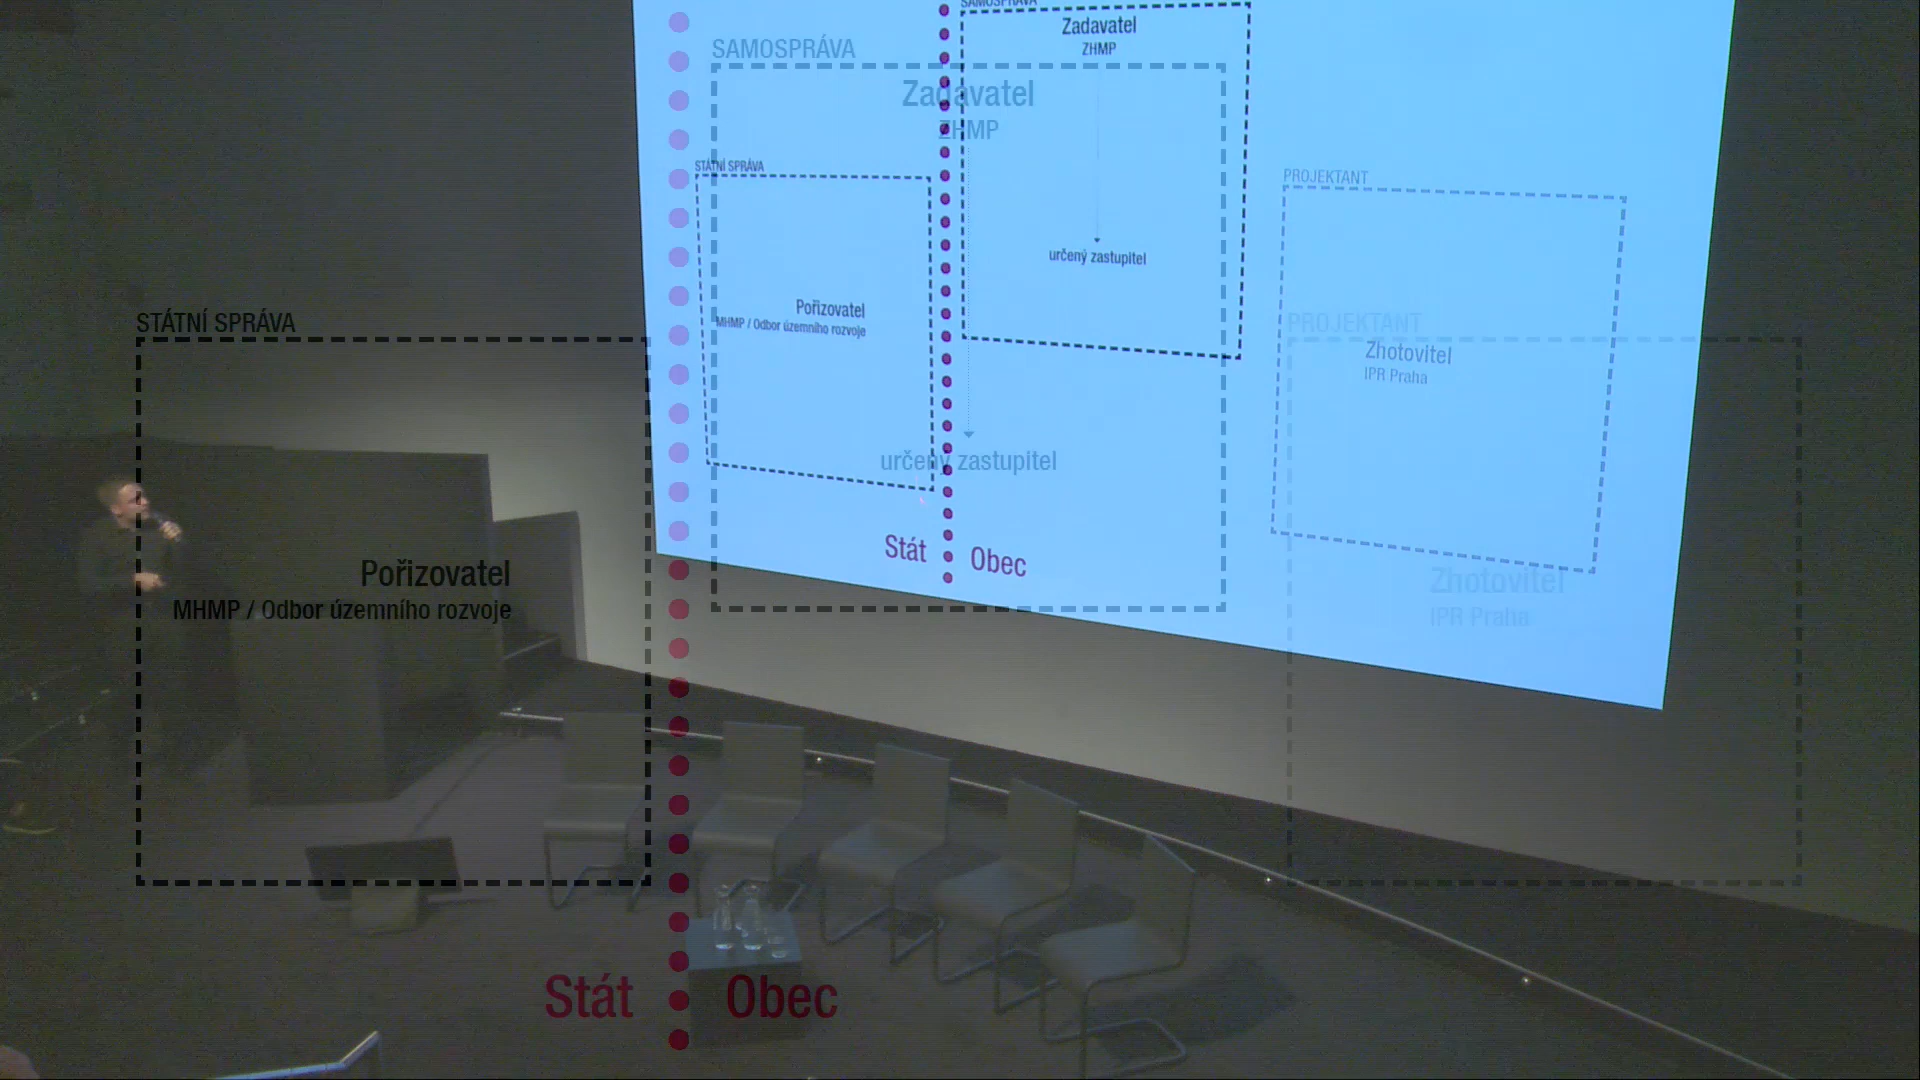 SAMOSPRÁVA
Zadavatel
ZHMP
určený zastupitel
STÁTNÍ SPRÁVA
Pořizovatel
MHMP / Odbor územního rozvoje
PROJEKTANT
Zhotovitel
IPR Praha
Stát
Obec
SAMOSPRÁVA
Zadavatel
ZHMP
určený zastupitel
STÁTNÍ SPRÁVA
Pořizovatel
MHMP / Odbor územního rozvoje
PROJEKTANT
Zhotovitel
IPR Praha
Stát
Obec